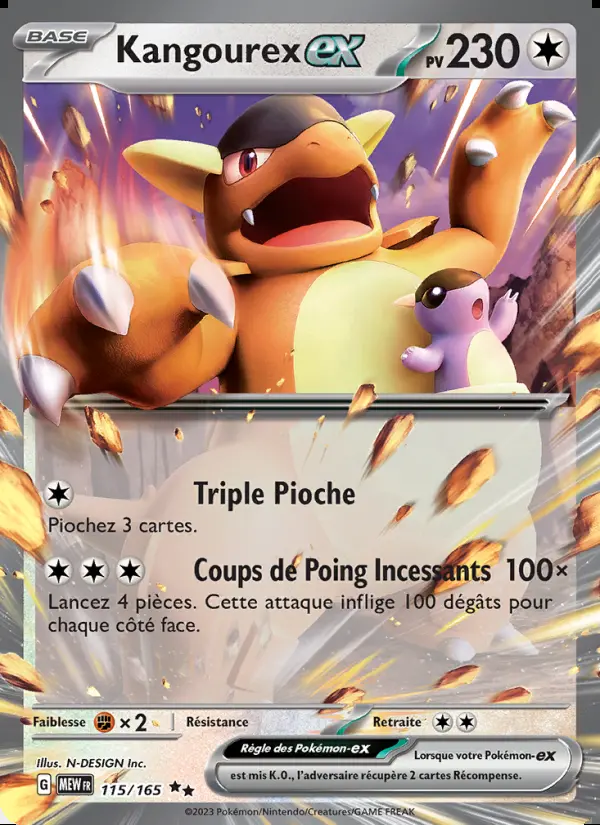 BASE
Kangourex ex PV 230
Triple Pioche
Piochez 3 cartes.
Coups de Poing Incessants 100×
Lancez 4 pièces. Cette attaque inflige 100 dégâts pour
chaque côté face.
Faiblesse ×2 Résistance Retraite
Illus. N-DESIGN Inc.
Règle des Pokémon-ex Lorsque votre Pokémon-ex
est mis K.O., l'adversaire récupère 2 cartes Récompense.
G MEW FR 115/165
©2023 Pokémon/Nintendo/Creatures/GAME FREAK